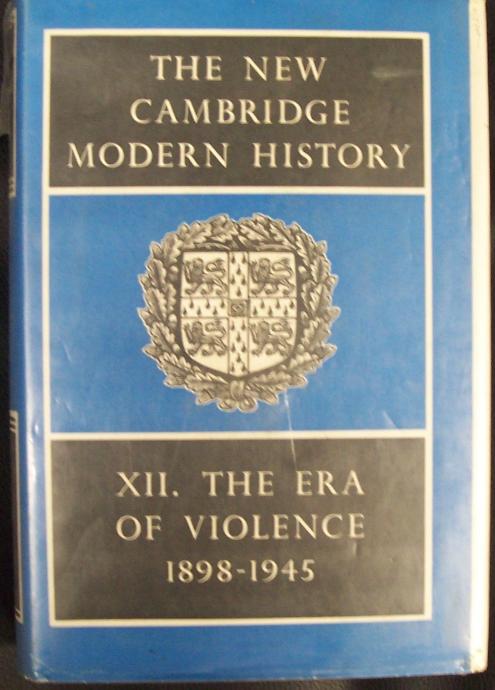 THE NEW
CAMBRIDGE
MODERN HISTORY
XII. THE ERA
OF VIOLENCE
1898-1945